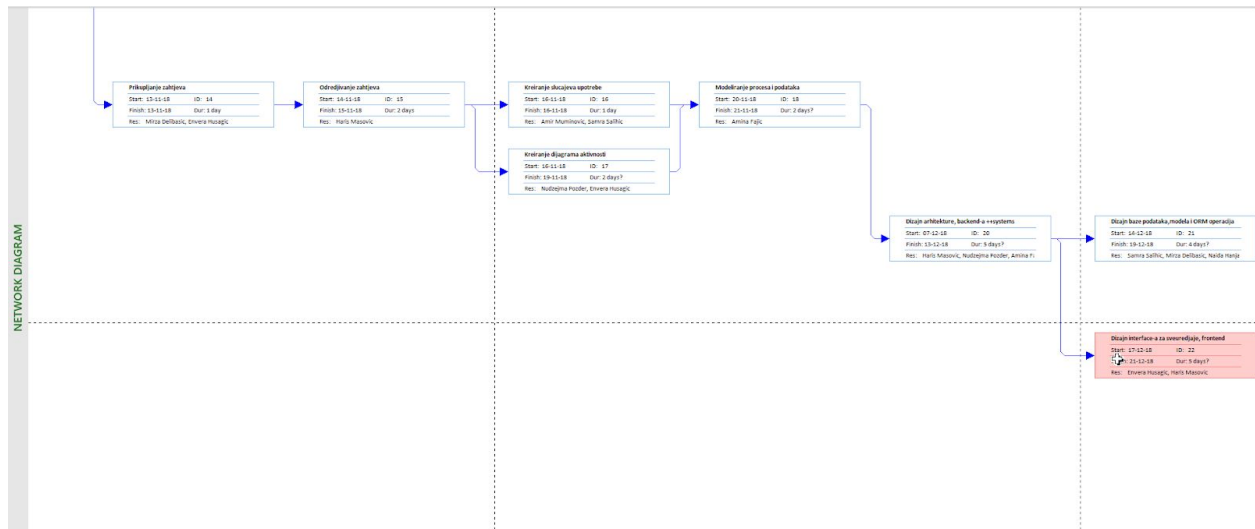 NETWORK DIAGRAM
Prikupljanje zahtjeva
Start: 13-11-18 ID: 14
Finish: 13-11-18 Dur: 1 day
Res: Mirza Delibasic, Envera Husagic
Odredjivanje zahtjeva
Start: 14-11-18 ID: 15
Finish: 15-11-18 Dur: 2 days
Res: Haris Masovic
Kreiranje slucajeva upotrebe
Start: 16-11-18 ID: 16
Finish: 16-11-18 Dur: 1 day
Res: Amir Muminovic, Samra Salihic
Modeliranje procesa i podataka
Start: 20-11-18 ID: 18
Finish: 21-11-18 Dur: 2 days?
Res: Amina Fajic
Kreiranje dijagrama aktivnosti
Start: 16-11-18 ID: 17
Finish: 19-11-18 Dur: 2 days?
Res: Nudzejma Pozder, Envera Husagic
Dizajn arhitekture, backend-a ++systems
Start: 07-12-18 ID: 20
Finish: 13-12-18 Dur: 5 days?
Res: Haris Masovic, Nudzejma Pozder, Amina Fa
Dizajn baze podataka, modela i ORM operacija
Start: 14-12-18 ID: 21
Finish: 19-12-18 Dur: 4 days?
Res: Samra Salihic, Mirza Delibasic, Naida Hanja
Dizajn interface-a za sveuredjaje, frontend
Start: 17-12-18 ID: 22
21-12-18 Dur: 5 days?
Res: Envera Husagic, Haris Masovic